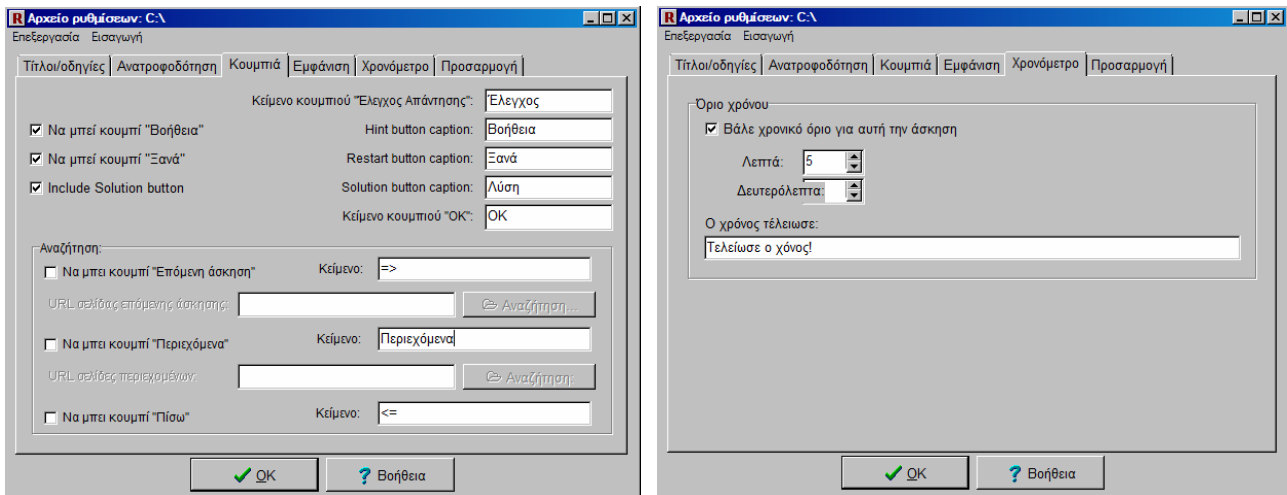 Αρχείο ρυθμίσεων: C:\
Επεξεργασία Εισαγωγή
Τίτλοι/οδηγίες Ανατροφοδότηση Κουμπιά Εμφάνιση Χρονόμετρο Προσαρμογή
Κείμενο κουμπιού "Έλεγχος Απάντησης": Έλεγχος
Να μπεί κουμπί "Βοήθεια" Hint button caption: Βοήθεια
Να μπεί κουμπί "Ξανά" Restart button caption: Ξανά
Include Solution button Solution button caption: Λύση
Κείμενο κουμπιού "OK": OK
Αναζήτηση:
Να μπει κουμπί "Επόμενη άσκηση" Κείμενο: =>
URL σελίδας επόμενης άσκησης: Αναζήτηση...
Να μπει κουμπί "Περιεχόμενα" Κείμενο: Περιεχόμενα
URL σελίδες περιεχομένων: Αναζήτηση:
Να μπει κουμπί "Πίσω" Κείμενο: <=
OK Βοήθεια
Αρχείο ρυθμίσεων: C:\
Επεξεργασία Εισαγωγή
Τίτλοι/οδηγίες Ανατροφοδότηση Κουμπιά Εμφάνιση Χρονόμετρο Προσαρμογή
Όριο χρόνου
Βάλε χρονικό όριο για αυτή την άσκηση
Λεπτά: 5
Δευτερόλεπτα:
Ο χρόνος τέλειωσε:
Τελείωσε ο χόνος!
OK Βοήθεια